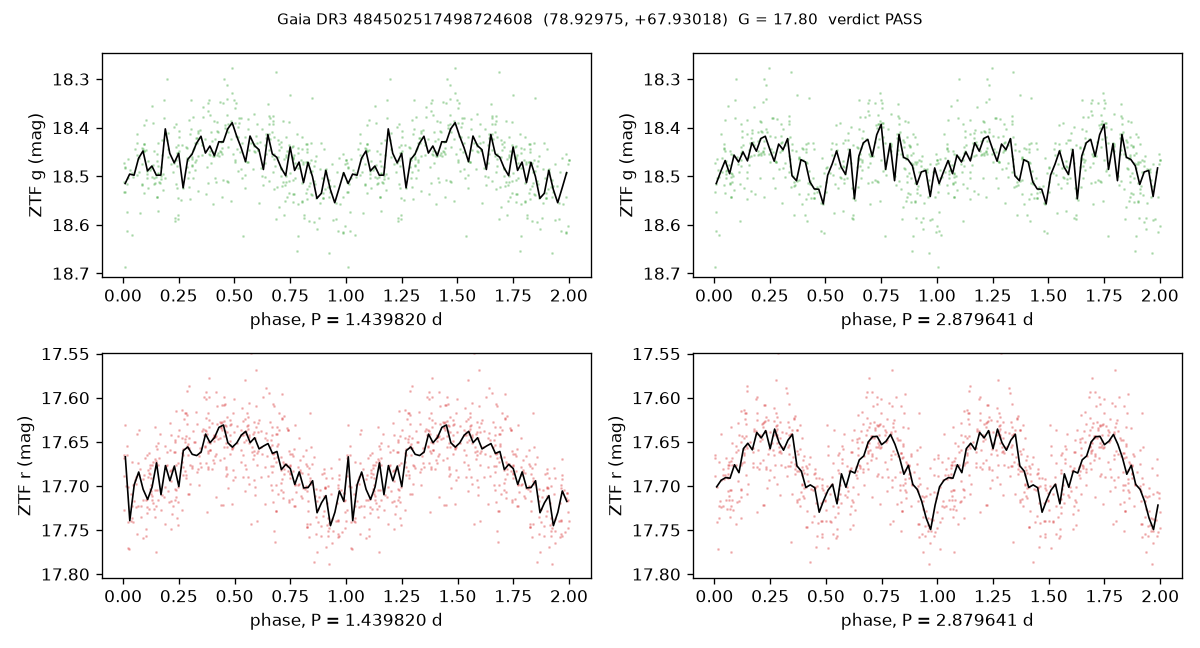 Gaia DR3 484502517498724608  (78.92975, +67.93018)  G = 17.80  verdict PASS
ZTF g (mag)
18.3
18.4
18.5
18.6
18.7
0.00 0.25 0.50 0.75 1.00 1.25 1.50 1.75 2.00
phase, P = 1.439820 d
ZTF g (mag)
18.3
18.4
18.5
18.6
18.7
0.00 0.25 0.50 0.75 1.00 1.25 1.50 1.75 2.00
phase, P = 2.879641 d
ZTF r (mag)
17.55
17.60
17.65
17.70
17.75
17.80
0.00 0.25 0.50 0.75 1.00 1.25 1.50 1.75 2.00
phase, P = 1.439820 d
ZTF r (mag)
17.55
17.60
17.65
17.70
17.75
17.80
0.00 0.25 0.50 0.75 1.00 1.25 1.50 1.75 2.00
phase, P = 2.879641 d